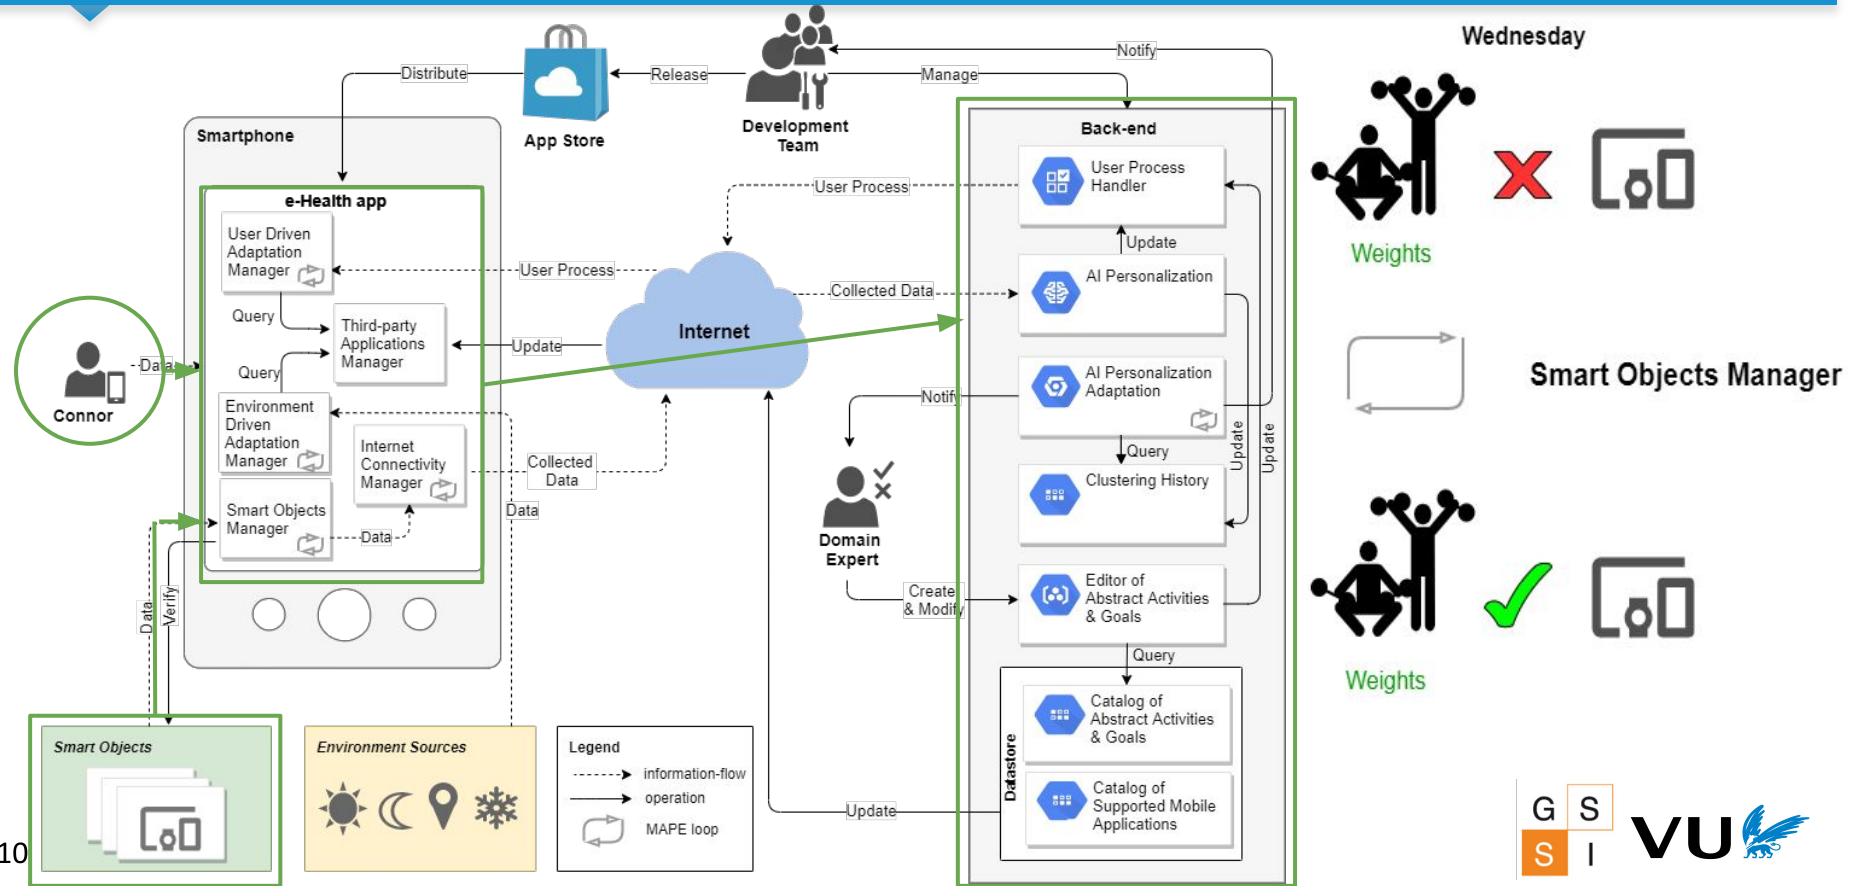 Wednesday
Notify
Distribute
Release
Manage
Smartphone
App Store
Development
Team
Back-end
User Process
Handler
User Process
e-Health app
User Driven
Adaptation
Manager
Update
User Process
AI Personalization
Collected Data
Weights
Query
Third-party
Applications
Manager
Update
Internet
Data
Connor
Query
AI Personalization
Adaptation
Notify
Smart Objects Manager
Environment
Driven
Adaptation
Manager
Internet
Connectivity
Manager
Collected
Data
Query
Update
Update
Clustering History
Smart Objects
Manager
Data
Data
Domain
Expert
Data
Verify
Create
& Modify
Editor of
Abstract Activities
& Goals
Query
Weights
Catalog of
Abstract Activities
& Goals
Datastore
Catalog of
Supported Mobile
Applications
Update
Smart Objects
Environment Sources
Legend
information-flow
operation
MAPE loop
10
G S
S I
VU